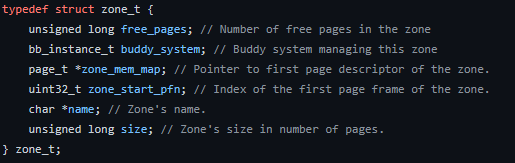 typedef struct zone_t {
    unsigned long free_pages; // Number of free pages in the zone
    bb_instance_t buddy_system; // Buddy system managing this zone
    page_t *zone_mem_map; // Pointer to first page descriptor of the zone.
    uint32_t zone_start_pfn; // Index of the first page frame of the zone.
    char *name; // Zone's name.
    unsigned long size; // Zone's size in number of pages.
} zone_t;